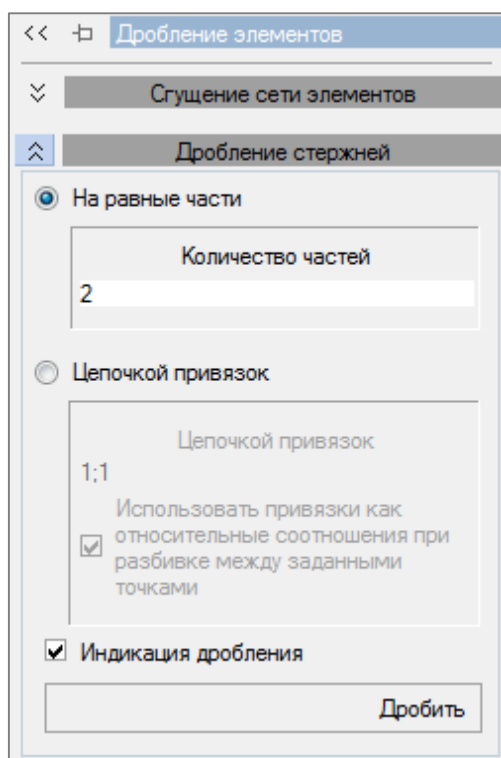 Дробление элементов
Сгущение сети элементов
Дробление стержней
На равные части
Количество частей
2
Цепочкой привязок
Цепочкой привязок
1;1
Использовать привязки как
относительные соотношения при
разбивке между заданными
точками
Индикация дробления
Дробить